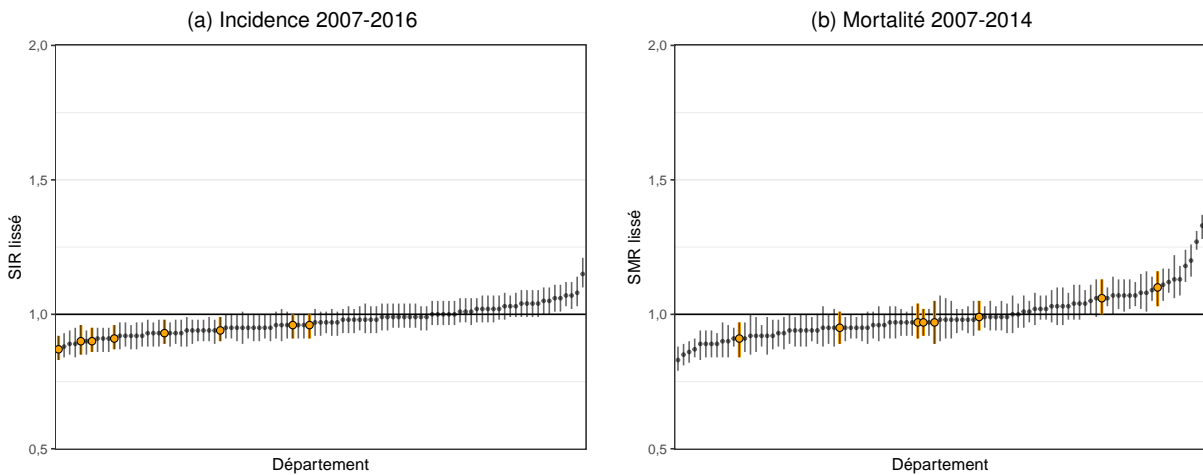 (a) Incidence 2007-2016
2,0
1,5
1,0
0,5
SIR lissé
Département
(b) Mortalité 2007-2014
2,0
1,5
1,0
0,5
SMR lissé
Département